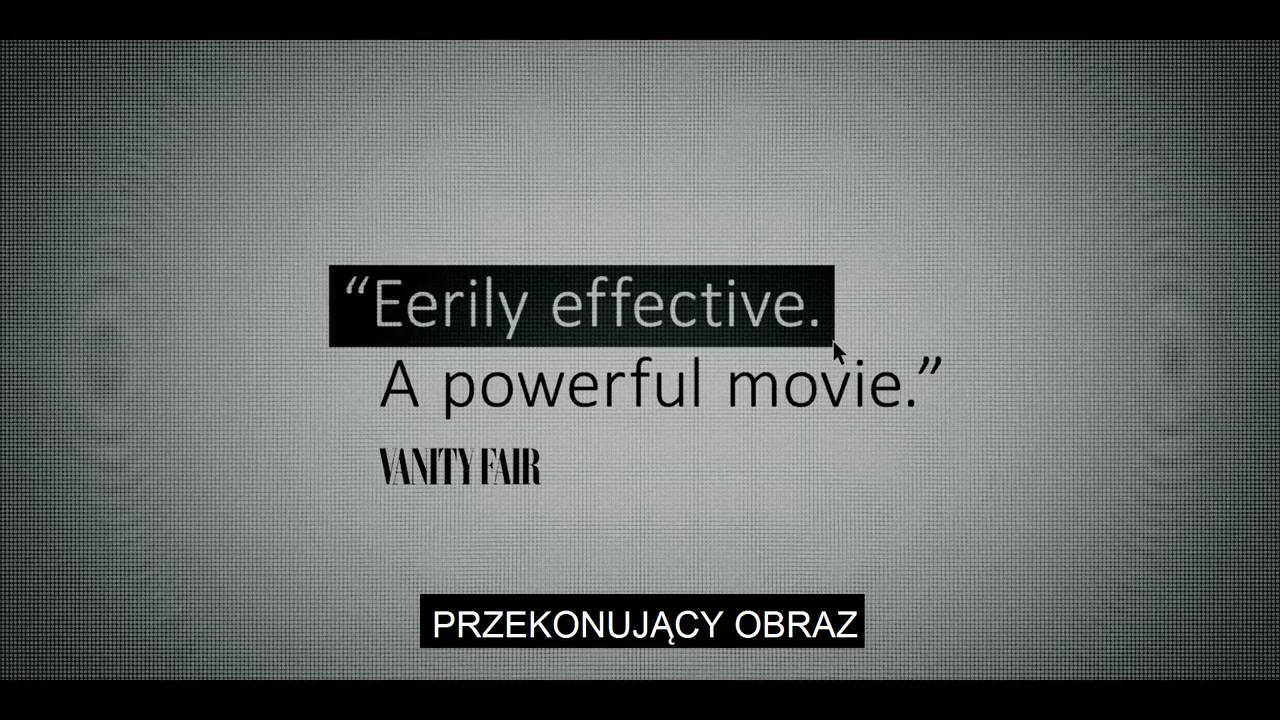 “Eerily effective.
A powerful movie.”
VANITY FAIR
PRZEKONUJĄCY OBRAZ